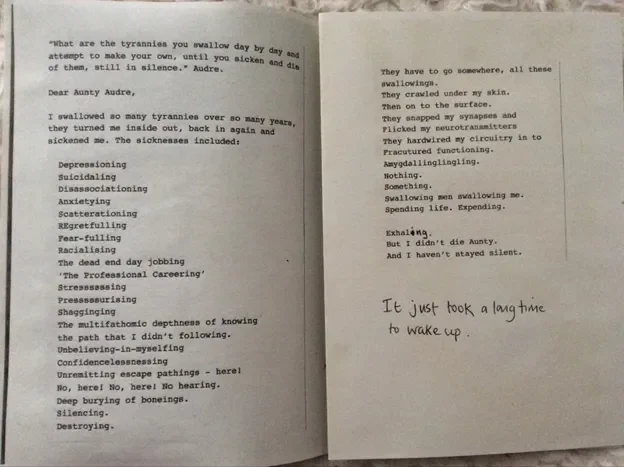 "What are the tyrannies you swallow day by day and
attempt to make your own, until you sicken and die
of them, still in silence." Audre.
Dear Aunty Audre,
I swallowed so many tyrannies over so many years,
they turned me inside out, back in again and
sickened me. The sicknesses included:
Depressioning
Suicidaling
Disassociationing
Anxietying
Scatterationing
REgretfulling
Fear-fulling
Racialising
The dead end day jobbing
'The Professional Careering'
Stresssssssing
Pressssssurising
Shagginging
The multifathomic depthness of knowing
the path that I didn't following.
Unbelieving-in-myselfing
Confidencelessnessing
Unremitting escape pathings - here!
No, here! No, here! No hearing.
Deep burying of boneings.
Silencing.
Destroying.
They have to go somewhere, all these
swallowings.
They crawled under my skin.
Then on to the surface.
They snapped my synapses and
Flicked my neurotransmitters
They hardwired my circuitry in to
Fracutured functioning.
Amygdallinglingling.
Nothing.
Something.
Swallowing men swallowing me.
Spending life. Expending.
Exhaling.
But I didn't die Aunty.
And I haven't stayed silent.
It just took a long time
to wake up.